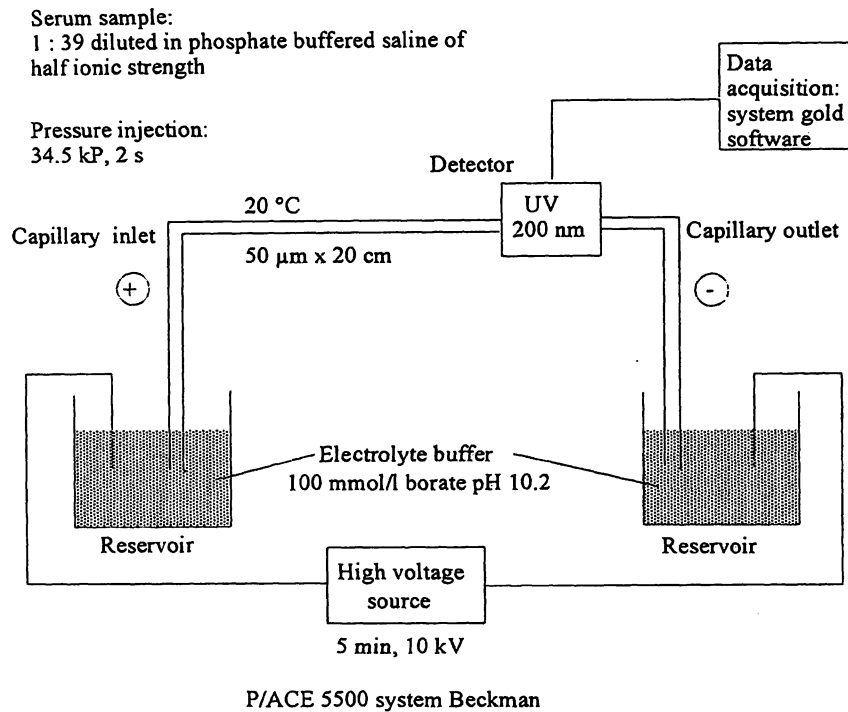 Serum sample:
1 : 39 diluted in phosphate buffered saline of
half ionic strength
Pressure injection:
34.5 kP, 2 s
Data
acquisition:
system gold
software
Detector
UV
200 nm
20 °C
50 µm x 20 cm
Capillary inlet
Capillary outlet
+
-
Electrolyte buffer
100 mmol/l borate pH 10.2
Reservoir
Reservoir
High voltage
source
5 min, 10 kV
P/ACE 5500 system Beckman